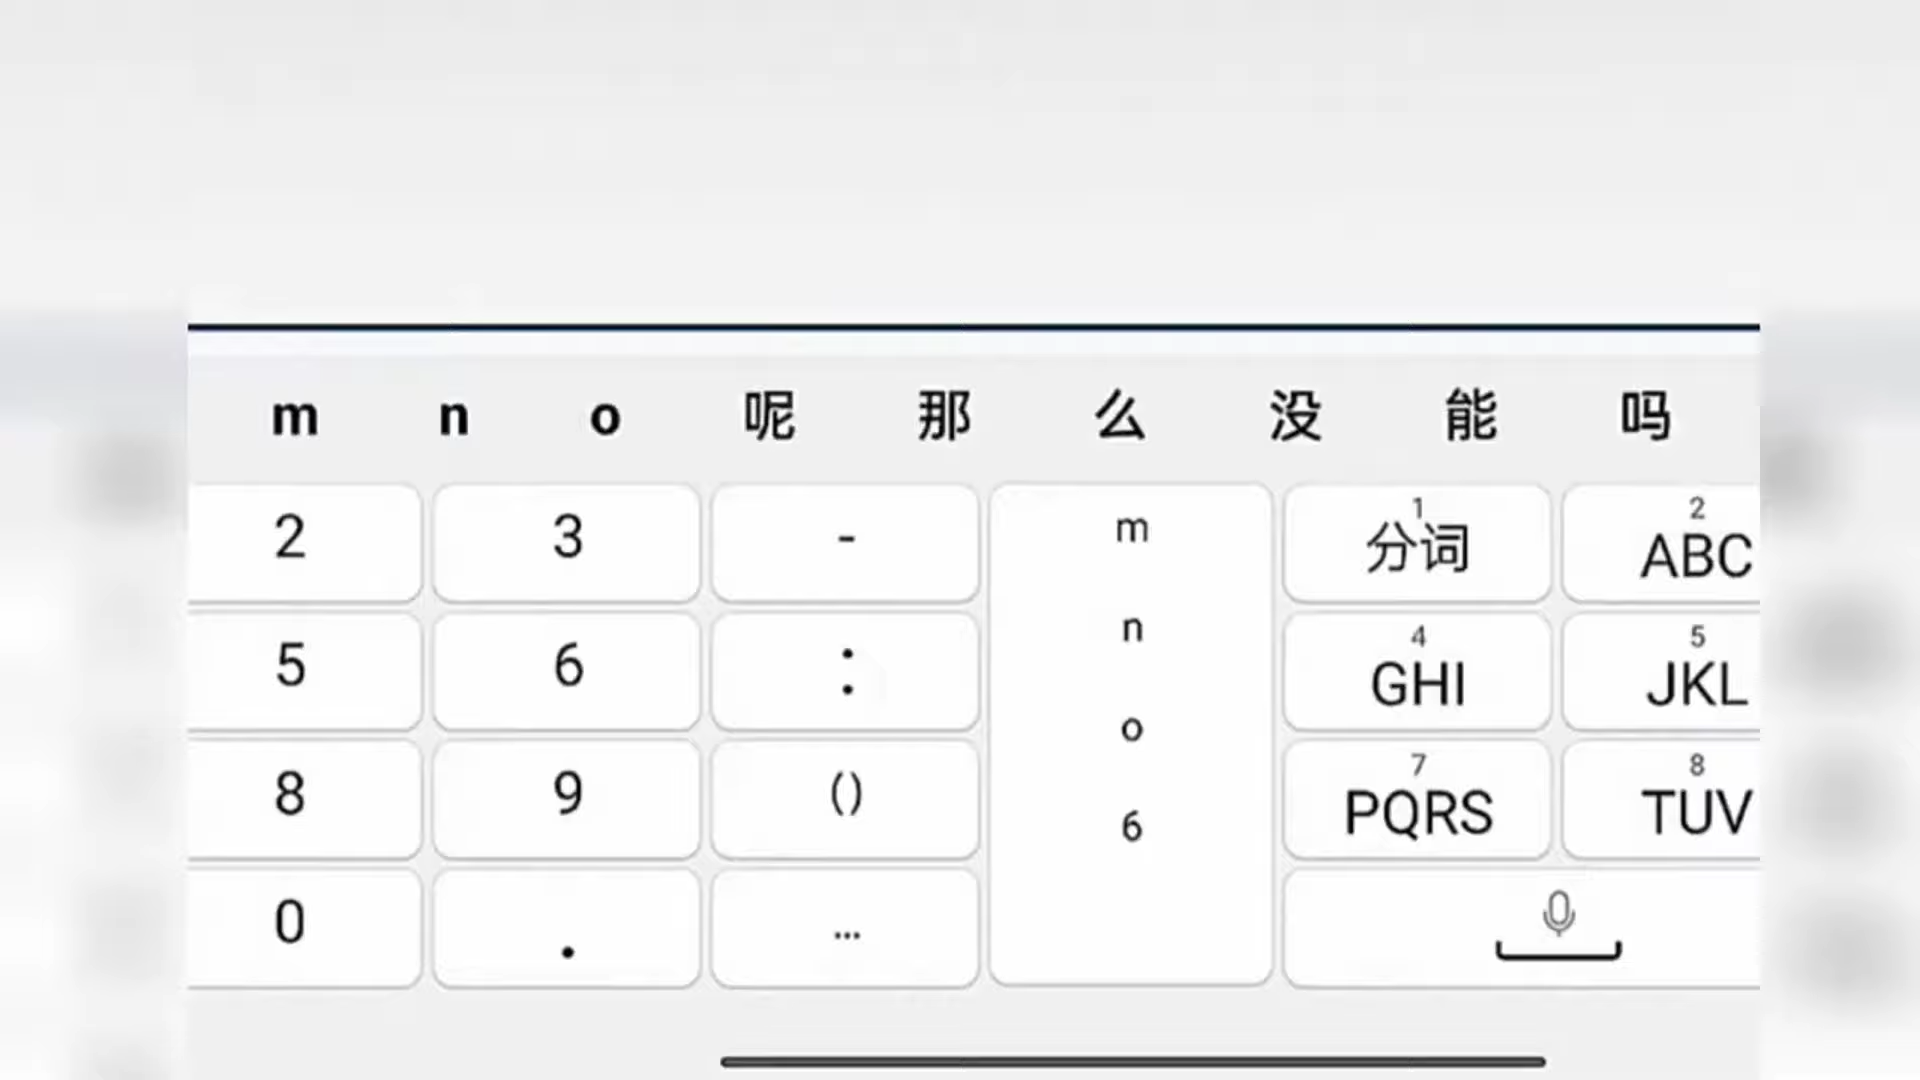 m n o 呢 那 么 没 能 吗
2 3 - m 1 分词 2 ABC
n
5 6 : 4 GHI 5 JKL
o
8 9 () 7 PQRS 8 TUV
6
0 . ...